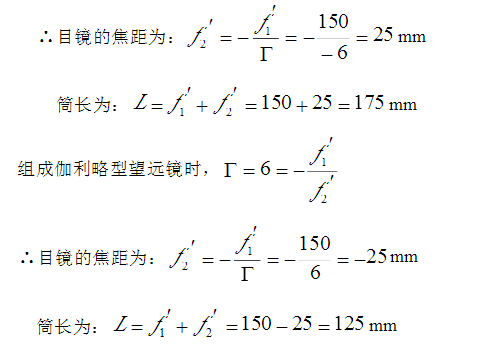 ∴目镜的焦距为：f₂′ = −f₁′/Γ = −150/−6 = 25 mm
筒长为：L = f₁′ + f₂′ = 150 + 25 = 175 mm
组成伽利略型望远镜时，Γ = 6 = −f₁′/f₂′
∴目镜的焦距为：f₂′ = −f₁′/Γ = −150/6 = −25 mm
筒长为：L = f₁′ + f₂′ = 150 − 25 = 125 mm